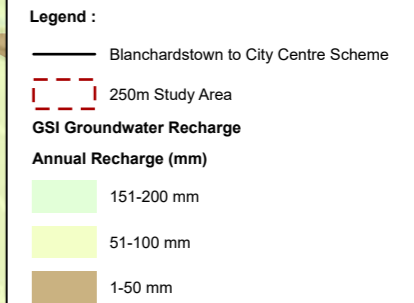 Legend :
Blanchardstown to City Centre Scheme
250m Study Area
GSI Groundwater Recharge
Annual Recharge (mm)
151-200 mm
51-100 mm
1-50 mm